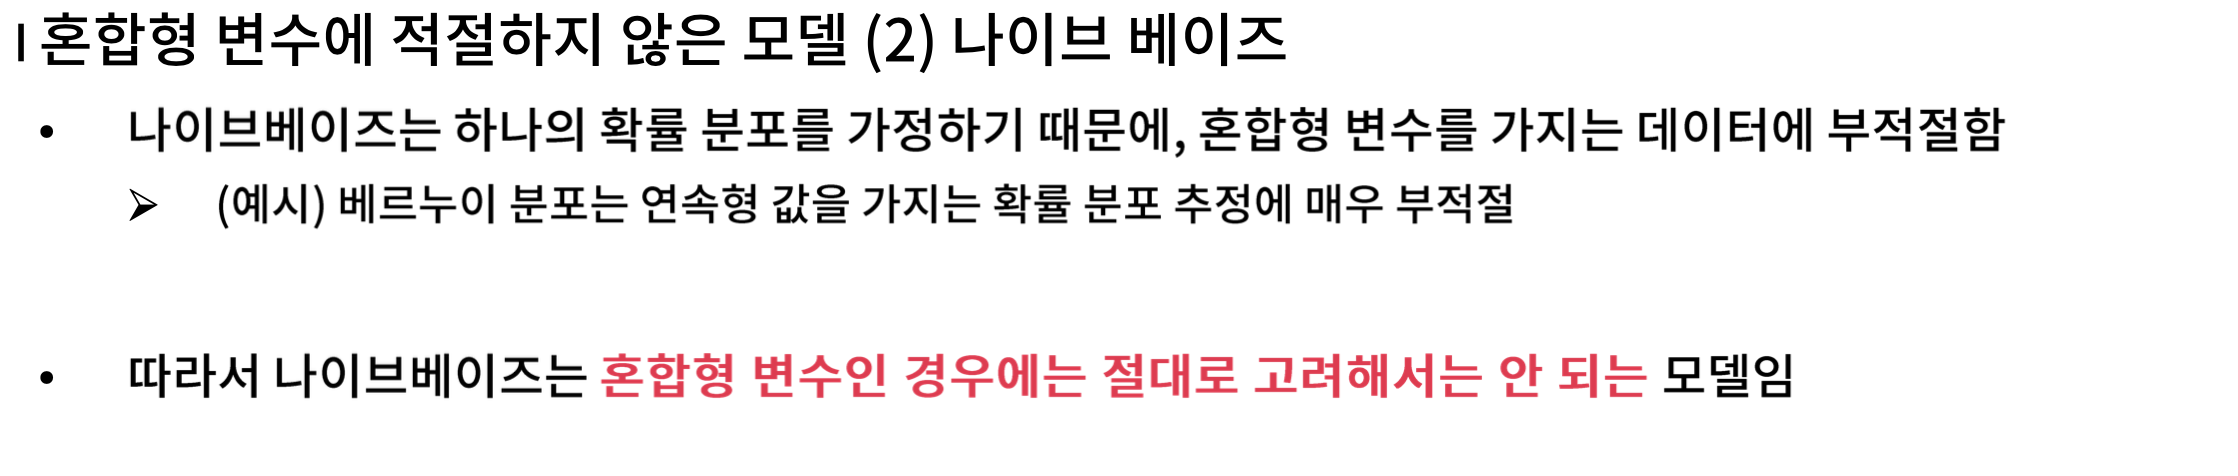 I 혼합형 변수에 적절하지 않은 모델 (2) 나이브 베이즈
• 나이브베이즈는 하나의 확률 분포를 가정하기 때문에, 혼합형 변수를 가지는 데이터에 부적절함
➢ (예시) 베르누이 분포는 연속형 값을 가지는 확률 분포 추정에 매우 부적절
• 따라서 나이브베이즈는 혼합형 변수인 경우에는 절대로 고려해서는 안 되는 모델임